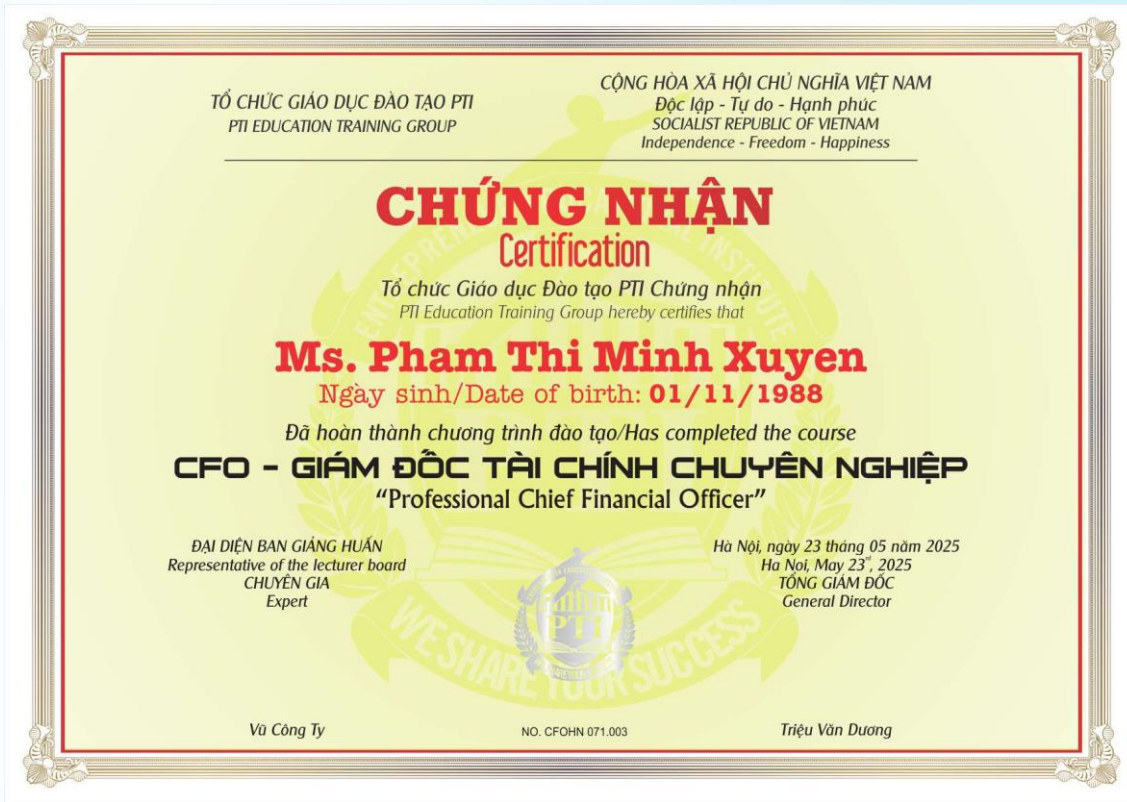 TỔ CHỨC GIÁO DỤC ĐÀO TẠO PTI
PTI EDUCATION TRAINING GROUP
CỘNG HÒA XÃ HỘI CHỦ NGHĨA VIỆT NAM
Độc lập - Tự do - Hạnh phúc
SOCIALIST REPUBLIC OF VIETNAM
Independence - Freedom - Happiness
CHỨNG NHẬN
Certification
Tổ chức Giáo dục Đào tạo PTI Chứng nhận
PTI Education Training Group hereby certifies that
Ms. Pham Thi Minh Xuyen
Ngày sinh/Date of birth: 01/11/1988
Đã hoàn thành chương trình đào tạo/Has completed the course
CFO - GIÁM ĐỐC TÀI CHÍNH CHUYÊN NGHIỆP
“Professional Chief Financial Officer”
ĐẠI DIỆN BAN GIẢNG HUẤN
Representative of the lecturer board
CHUYÊN GIA
Expert
Hà Nội, ngày 23 tháng 05 năm 2025
Ha Noi, May 23rd, 2025
TỔNG GIÁM ĐỐC
General Director
PTI
WE SHARE YOUR SUCCESS
Vũ Công Ty
NO. CFOHN 071.003
Triệu Văn Dương